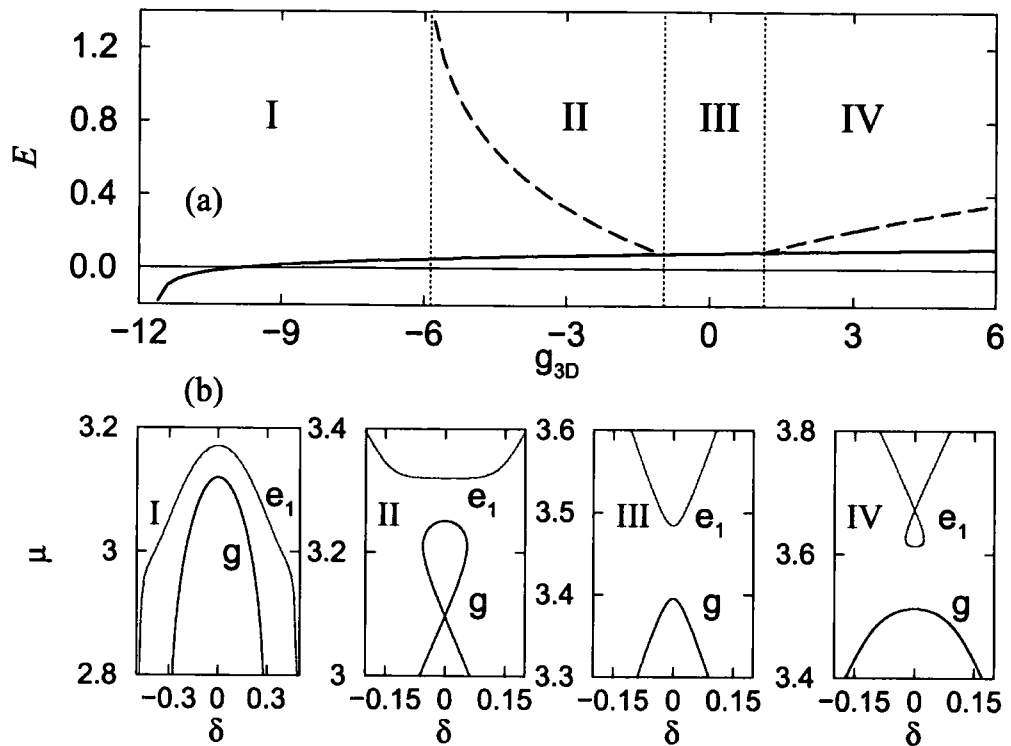 1.2
0.8
0.4
0.0
E
(a)
I
II
III
IV
−12
−9
−6
−3
0
3
6
g3D
(b)
μ
3.2
3
2.8
I
e1
g
−0.3
0
0.3
δ
3.4
3.2
3
II
e1
g
−0.15
0
0.15
δ
3.6
3.5
3.4
3.3
III
e1
g
−0.15
0
0.15
δ
3.8
3.6
3.4
IV
e1
g
−0.15
0
0.15
δ